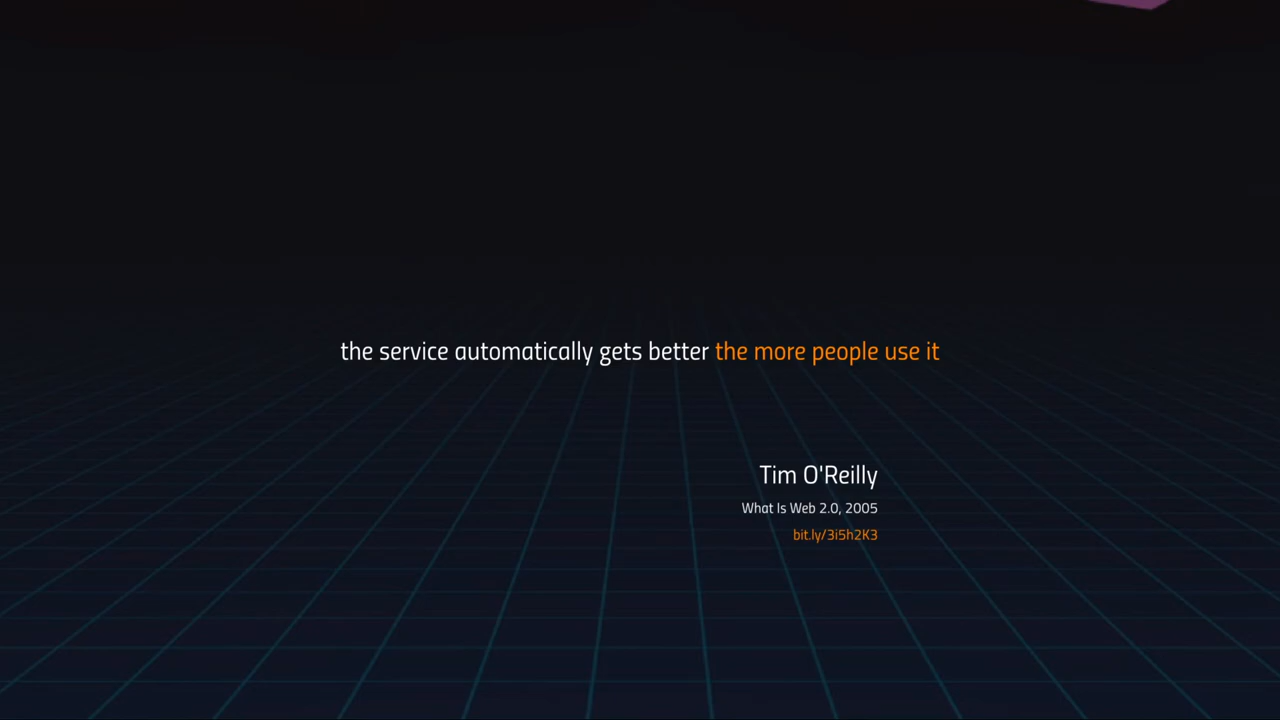 the service automatically gets better the more people use it
Tim O'Reilly
What Is Web 2.0, 2005
bit.ly/3i5h2K3